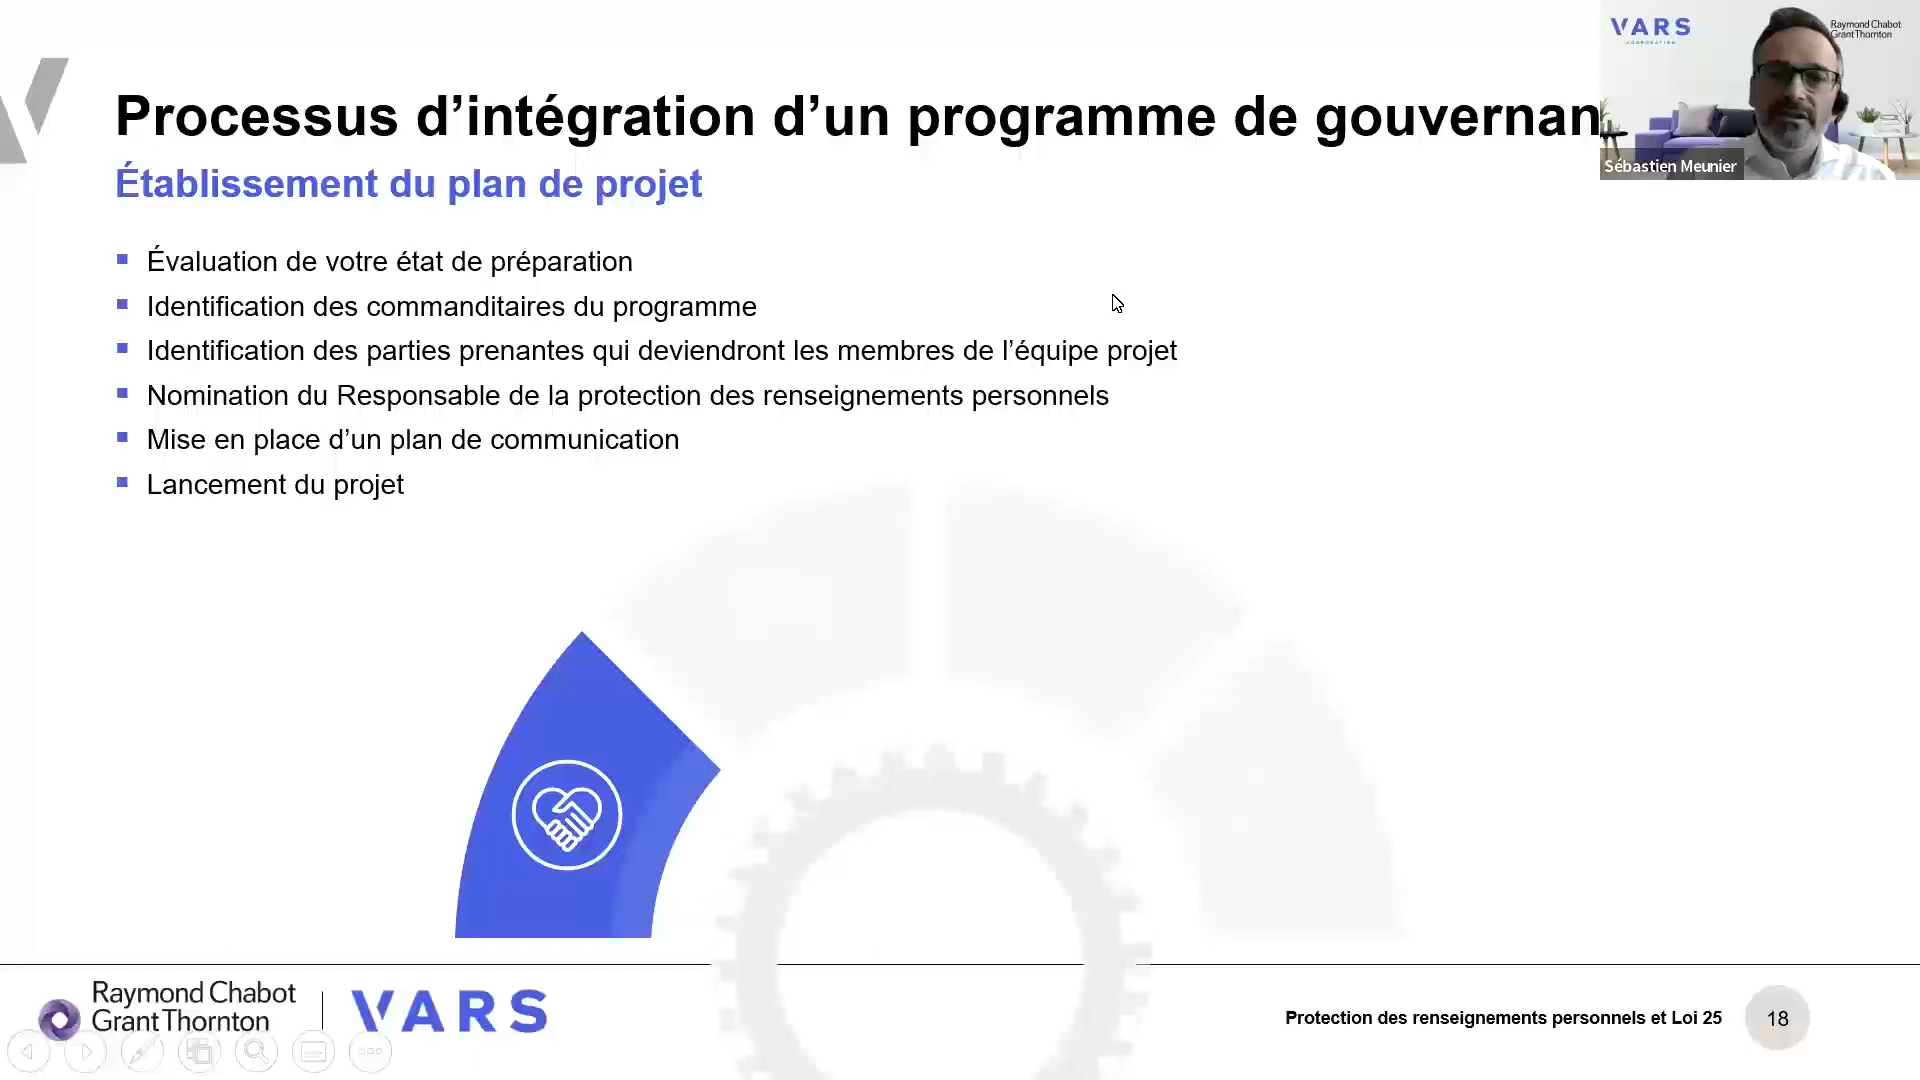 Processus d’intégration d’un programme de gouvernan
Établissement du plan de projet
Évaluation de votre état de préparation
Identification des commanditaires du programme
Identification des parties prenantes qui deviendront les membres de l’équipe projet
Nomination du Responsable de la protection des renseignements personnels
Mise en place d’un plan de communication
Lancement du projet
VARS
CORPORATION
Raymond Chabot
Grant Thornton
Sébastien Meunier
Raymond Chabot
Grant Thornton
VARS
Protection des renseignements personnels et Loi 25
18